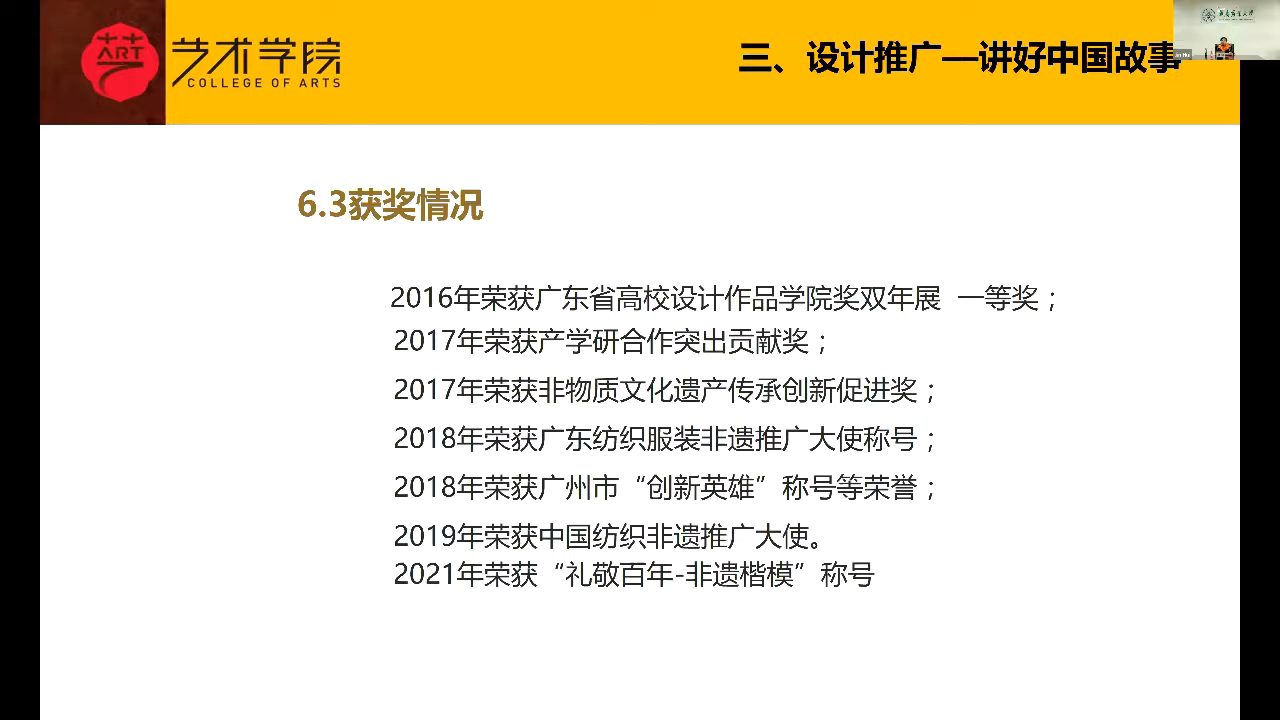 ART
艺术学院
COLLEGE OF ARTS
三、设计推广—讲好中国故事
6.3获奖情况
2016年荣获广东省高校设计作品学院奖双年展 一等奖；
2017年荣获产学研合作突出贡献奖；
2017年荣获非物质文化遗产传承创新促进奖；
2018年荣获广东纺织服装非遗推广大使称号；
2018年荣获广州市“创新英雄”称号等荣誉；
2019年荣获中国纺织非遗推广大使。
2021年荣获“礼敬百年-非遗楷模”称号